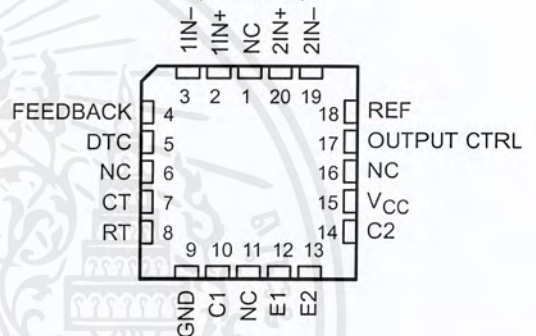 1IN– 1IN+ NC 2IN+ 2IN–
3 2 1 20 19
FEEDBACK 4 18 REF
DTC 5 17 OUTPUT CTRL
NC 6 16 NC
CT 7 15 VCC
RT 8 14 C2
9 10 11 12 13
GND C1 NC E1 E2